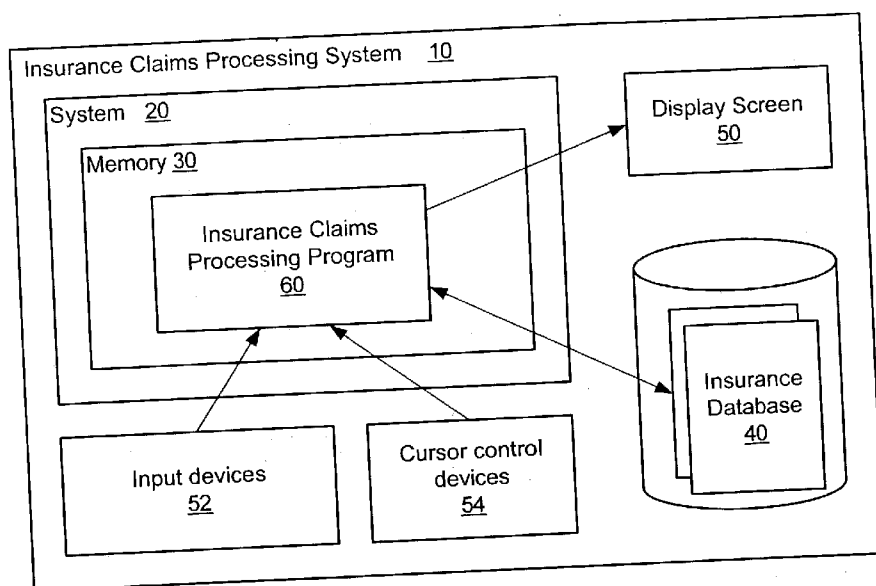 Insurance Claims Processing System 10
System 20
Memory 30
Insurance Claims
Processing Program
60
Display Screen
50
Insurance
Database
40
Input devices
52
Cursor control
devices
54